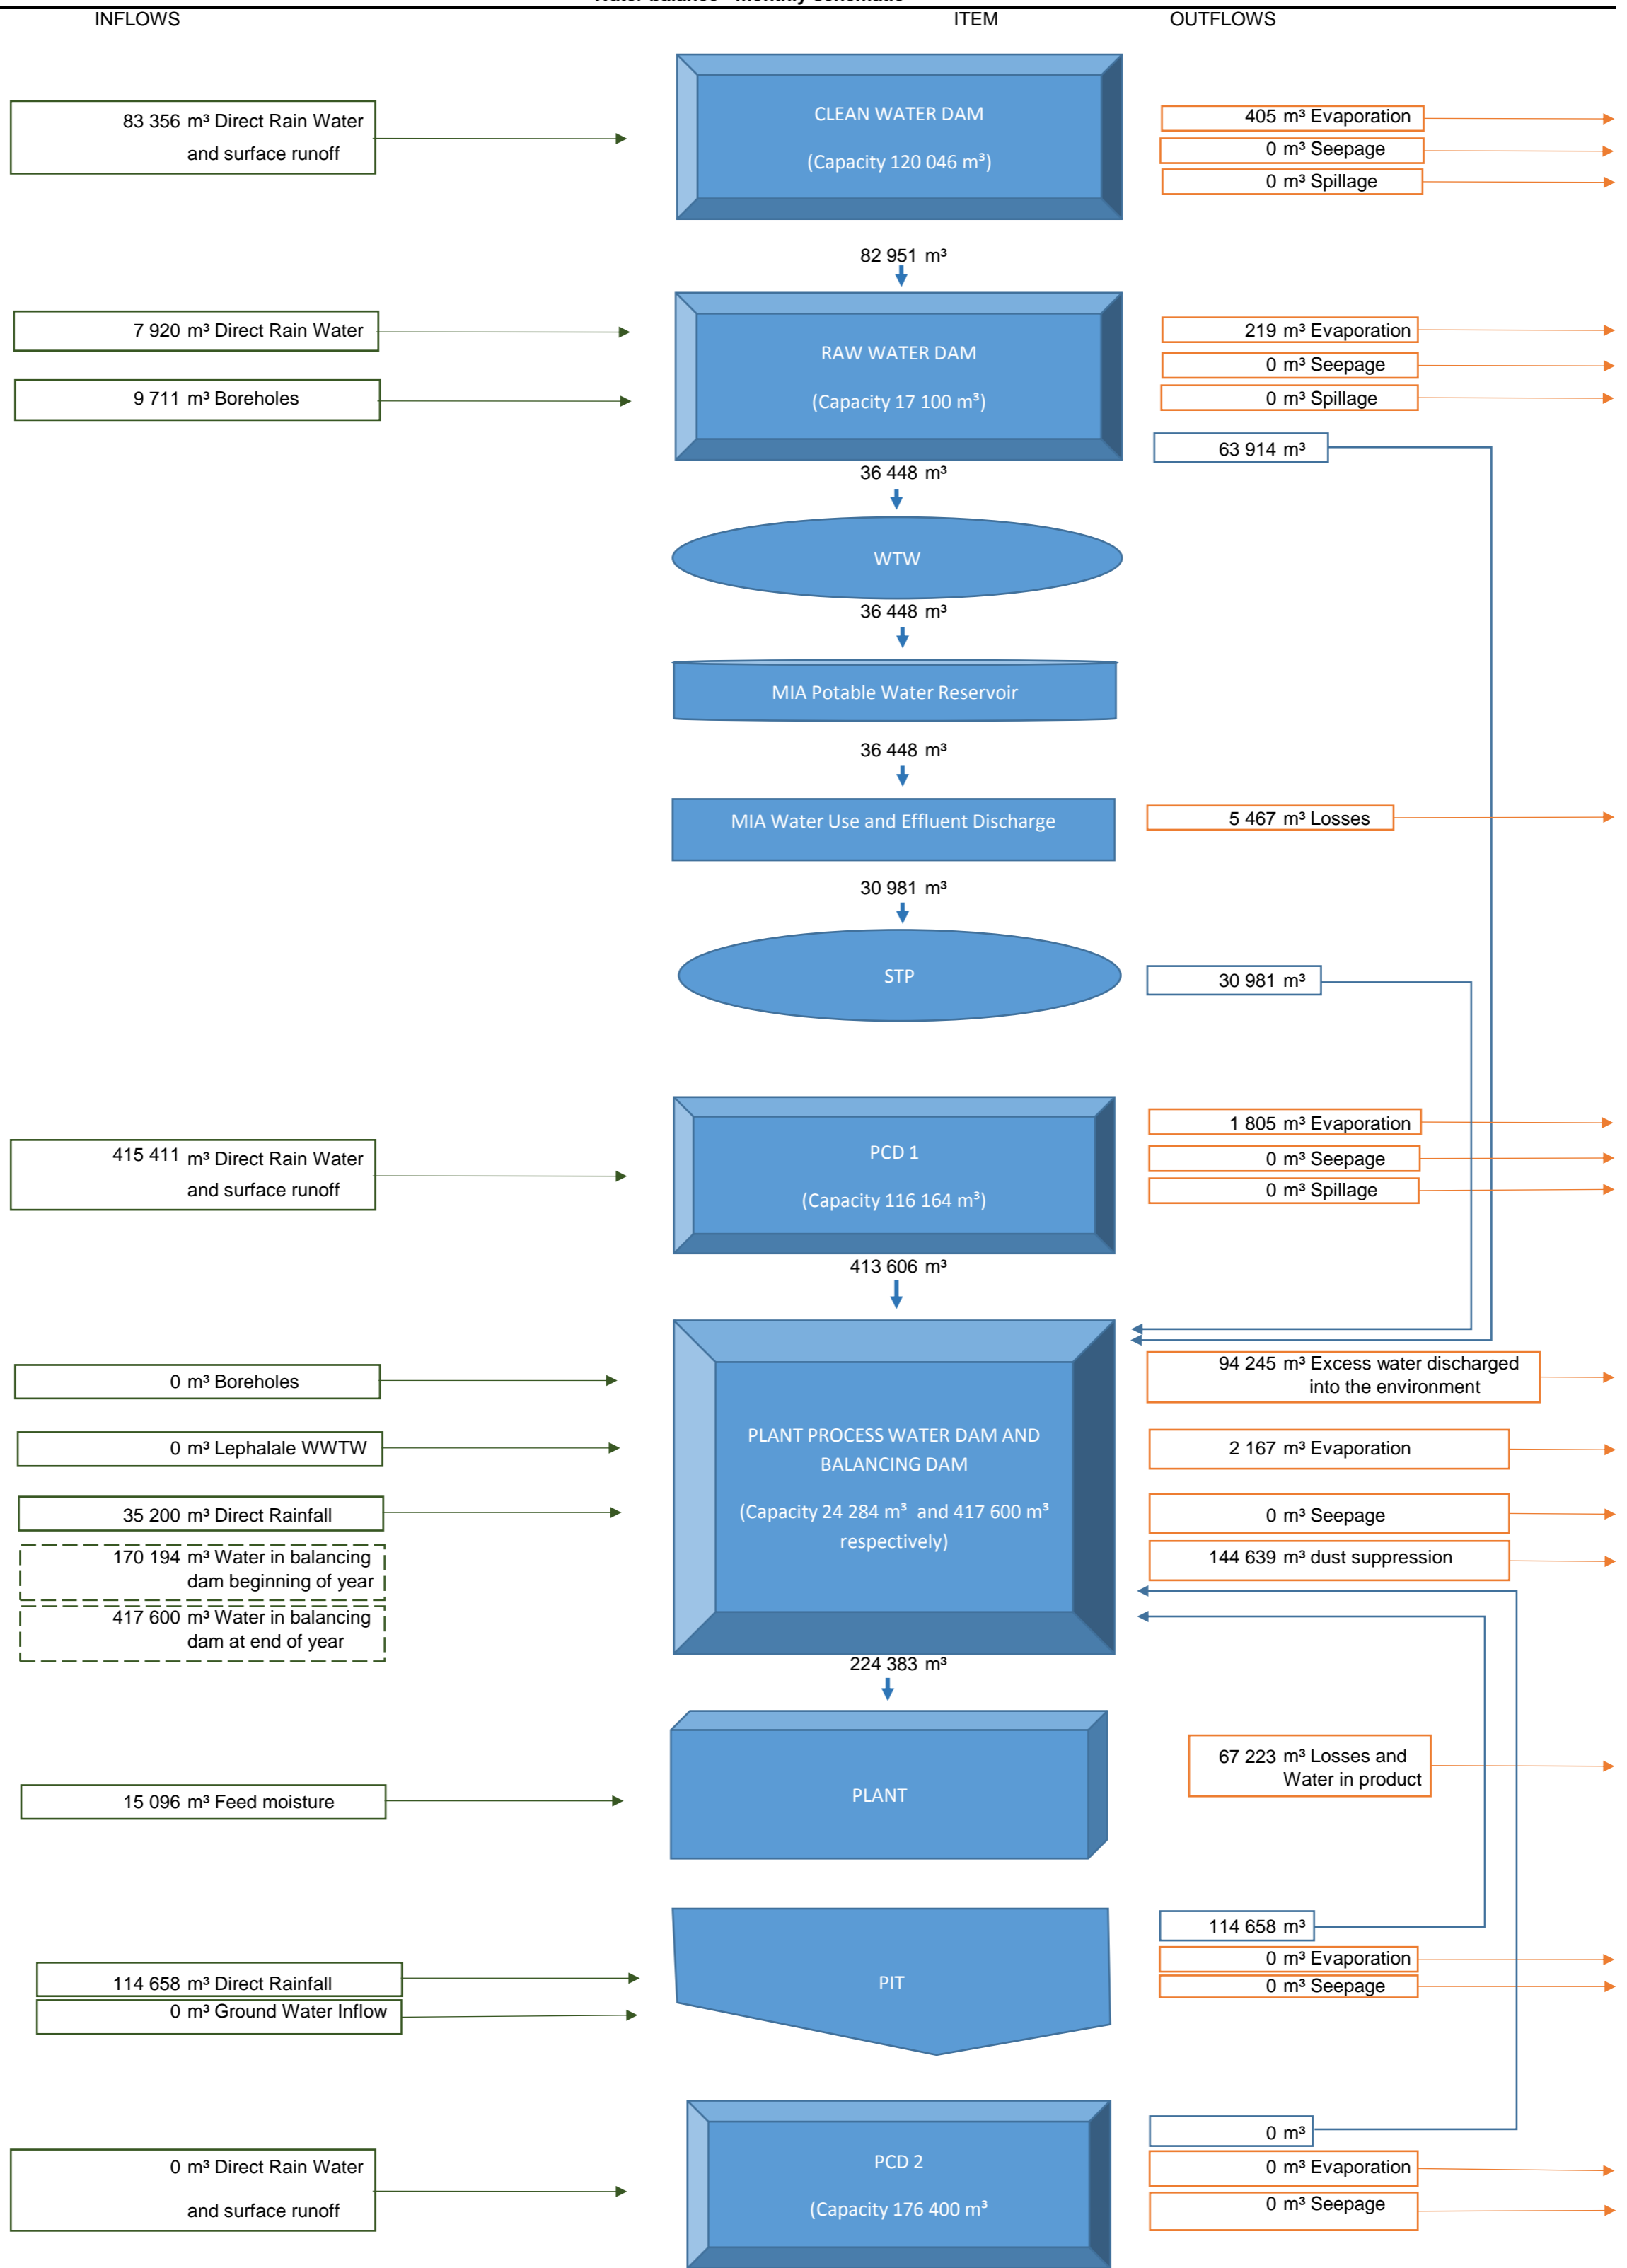 Water balance - Monthly schematic
INFLOWS ITEM OUTFLOWS
83 356 m³ Direct Rain Water
and surface runoff
CLEAN WATER DAM
(Capacity 120 046 m³)
405 m³ Evaporation
0 m³ Seepage
0 m³ Spillage
82 951 m³
7 920 m³ Direct Rain Water
9 711 m³ Boreholes
RAW WATER DAM
(Capacity 17 100 m³)
219 m³ Evaporation
0 m³ Seepage
0 m³ Spillage
63 914 m³
36 448 m³
WTW
36 448 m³
MIA Potable Water Reservoir
36 448 m³
MIA Water Use and Effluent Discharge
5 467 m³ Losses
30 981 m³
STP
30 981 m³
415 411 m³ Direct Rain Water
and surface runoff
PCD 1
(Capacity 116 164 m³)
1 805 m³ Evaporation
0 m³ Seepage
0 m³ Spillage
413 606 m³
0 m³ Boreholes
0 m³ Lephalale WWTW
35 200 m³ Direct Rainfall
170 194 m³ Water in balancing
dam beginning of year
417 600 m³ Water in balancing
dam at end of year
PLANT PROCESS WATER DAM AND
BALANCING DAM
(Capacity 24 284 m³ and 417 600 m³
respectively)
94 245 m³ Excess water discharged
into the environment
2 167 m³ Evaporation
0 m³ Seepage
144 639 m³ dust suppression
224 383 m³
15 096 m³ Feed moisture
PLANT
67 223 m³ Losses and
Water in product
114 658 m³ Direct Rainfall
0 m³ Ground Water Inflow
PIT
114 658 m³
0 m³ Evaporation
0 m³ Seepage
0 m³ Direct Rain Water
and surface runoff
PCD 2
(Capacity 176 400 m³
0 m³
0 m³ Evaporation
0 m³ Seepage